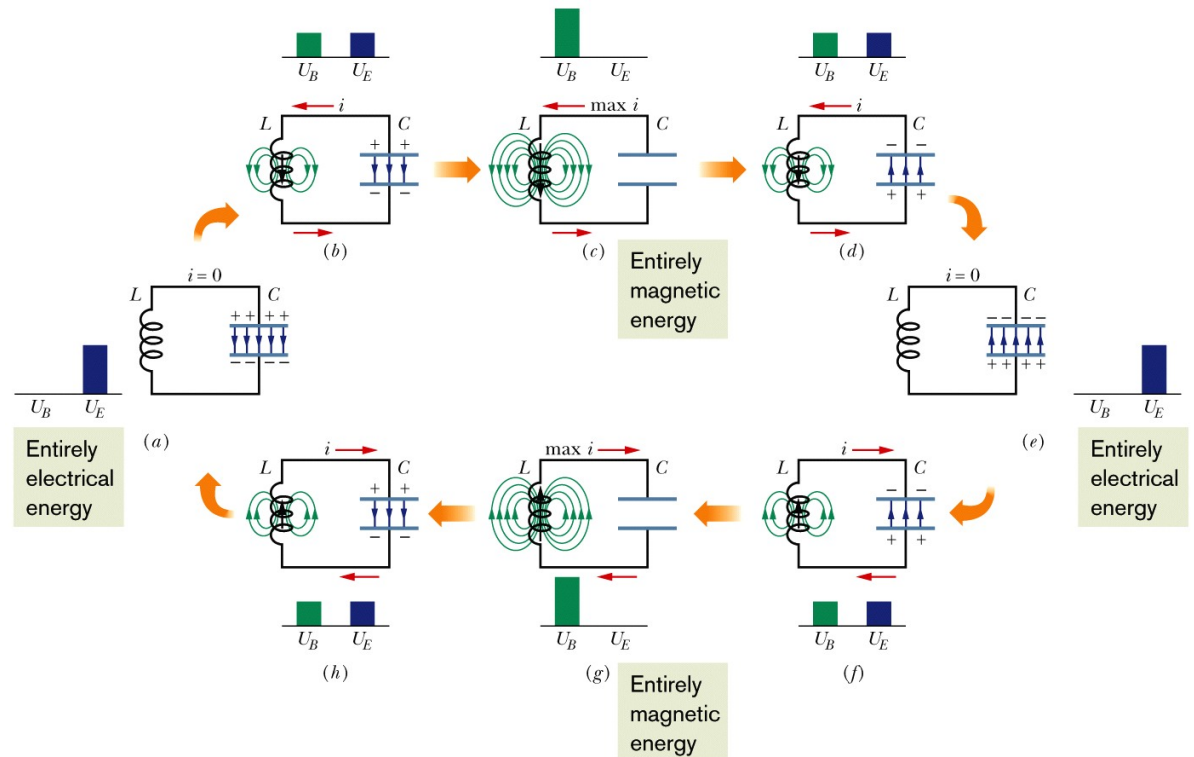 U_B U_E
U_B U_E
U_B U_E
i
max i
i
L C
L C
L C
+ +
− −
− −
+ +
(b)
(c)
(d)
Entirely
magnetic
energy
i = 0
L C
+ + + +
− − − −
i = 0
L C
− − − −
+ + + +
U_B U_E
(a)
Entirely
electrical
energy
U_B U_E
(e)
Entirely
electrical
energy
i
max i
i
L C
L C
L C
+ +
− −
− −
+ +
U_B U_E
U_B U_E
U_B U_E
(h)
(g)
(f)
Entirely
magnetic
energy